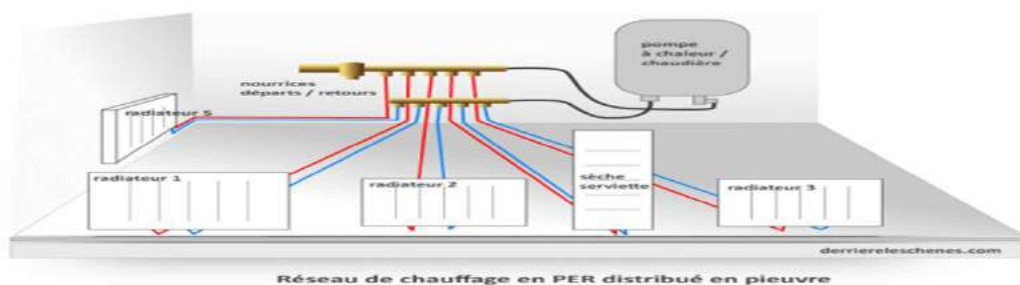 pompe
à chaleur /
chaudière
nourrices
départs / retours
radiateur 5
radiateur 1
radiateur 2
sèche
serviette
radiateur 3
derriereleschenes.com
Réseau de chauffage en PER distribué en pieuvre